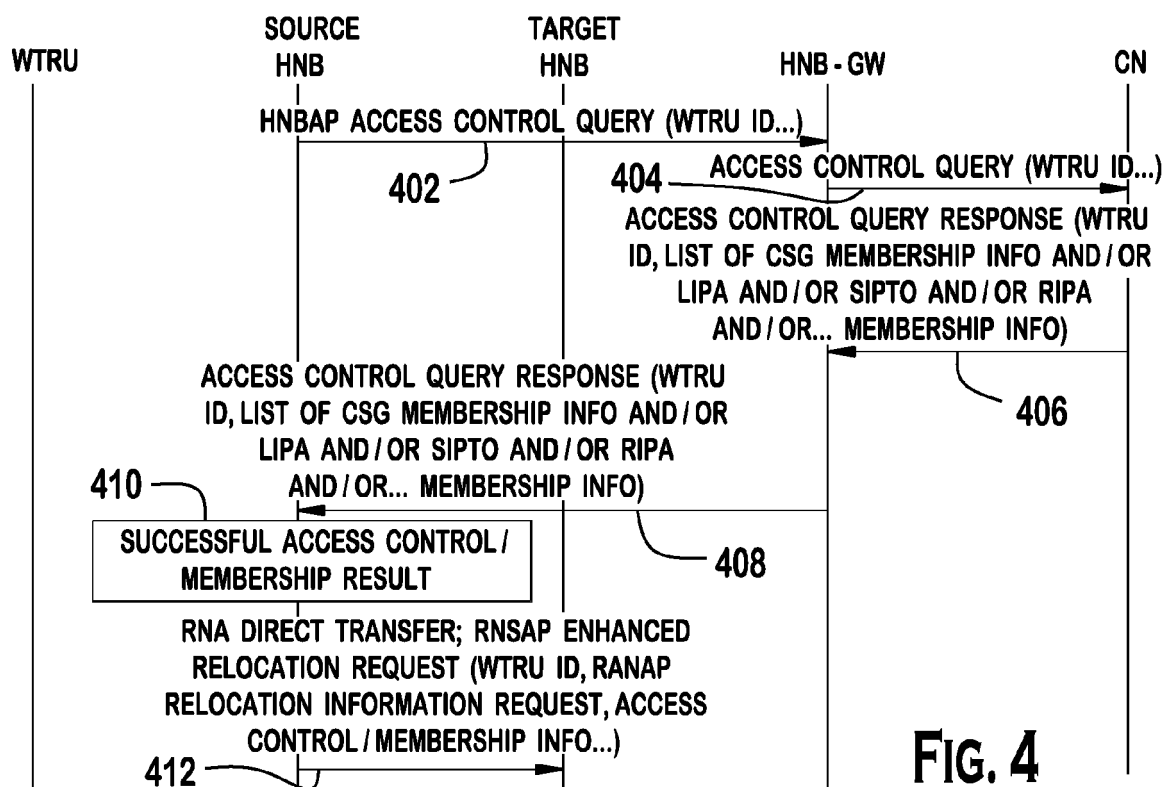 WTRU
SOURCE
HNB
TARGET
HNB
HNB - GW
CN
HNBAP ACCESS CONTROL QUERY (WTRU ID...)
402
ACCESS CONTROL QUERY (WTRU ID...)
404
ACCESS CONTROL QUERY RESPONSE (WTRU
ID, LIST OF CSG MEMBERSHIP INFO AND / OR
LIPA AND / OR SIPTO AND / OR RIPA
AND / OR... MEMBERSHIP INFO)
406
ACCESS CONTROL QUERY RESPONSE (WTRU
ID, LIST OF CSG MEMBERSHIP INFO AND / OR
LIPA AND / OR SIPTO AND / OR RIPA
AND / OR... MEMBERSHIP INFO)
408
410
SUCCESSFUL ACCESS CONTROL /
MEMBERSHIP RESULT
RNA DIRECT TRANSFER; RNSAP ENHANCED
RELOCATION REQUEST (WTRU ID, RANAP
RELOCATION INFORMATION REQUEST, ACCESS
CONTROL / MEMBERSHIP INFO...)
412
FIG. 4